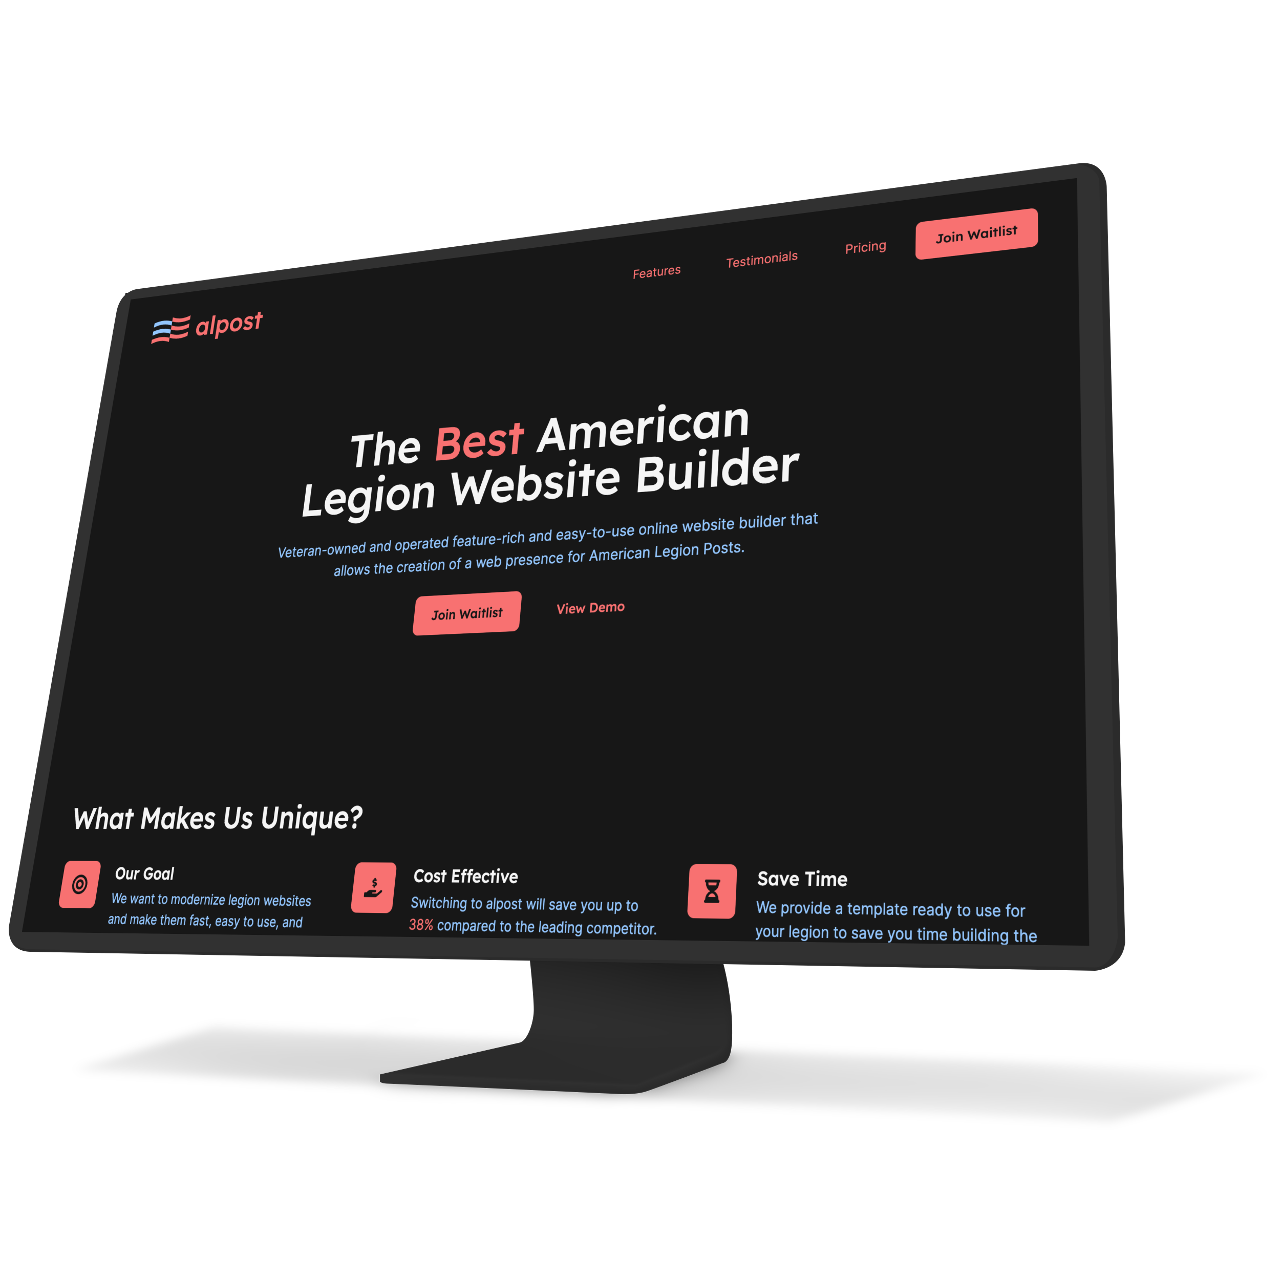 alpost
Features
Testimonials
Pricing
Join Waitlist
The Best American
Legion Website Builder
Veteran-owned and operated feature-rich and easy-to-use online website builder that
allows the creation of a web presence for American Legion Posts.
Join Waitlist
View Demo
What Makes Us Unique?
Our Goal
We want to modernize legion websites
and make them fast, easy to use, and
Cost Effective
Switching to alpost will save you up to
38% compared to the leading competitor.
Save Time
We provide a template ready to use for
your legion to save you time building the